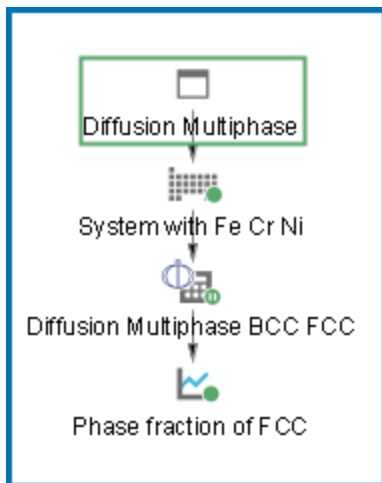 Diffusion Multiphase
System with Fe Cr Ni
Diffusion Multiphase BCC FCC
Phase fraction of FCC